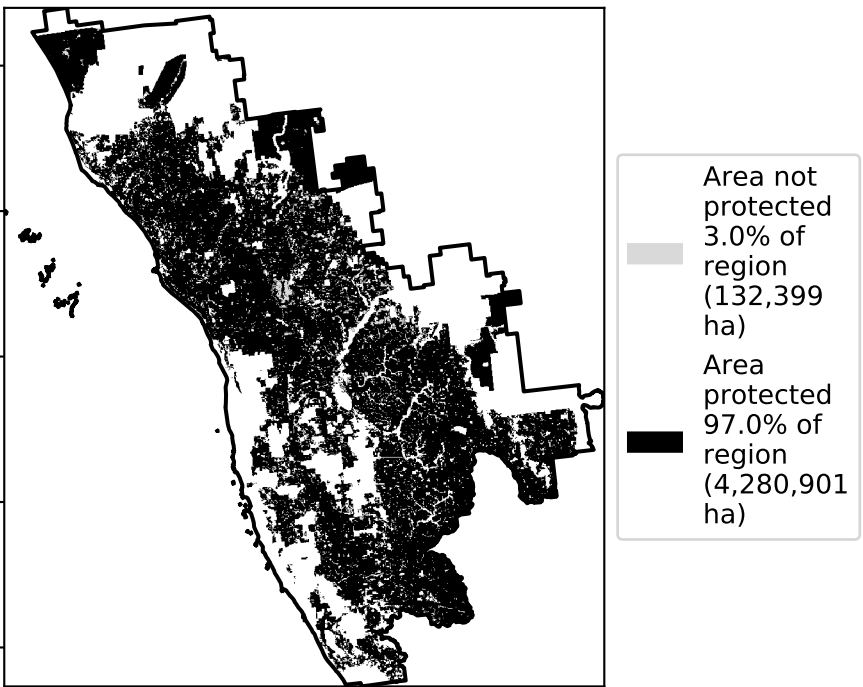 Area not
protected
3.0% of
region
(132,399
ha)
Area
protected
97.0% of
region
(4,280,901
ha)